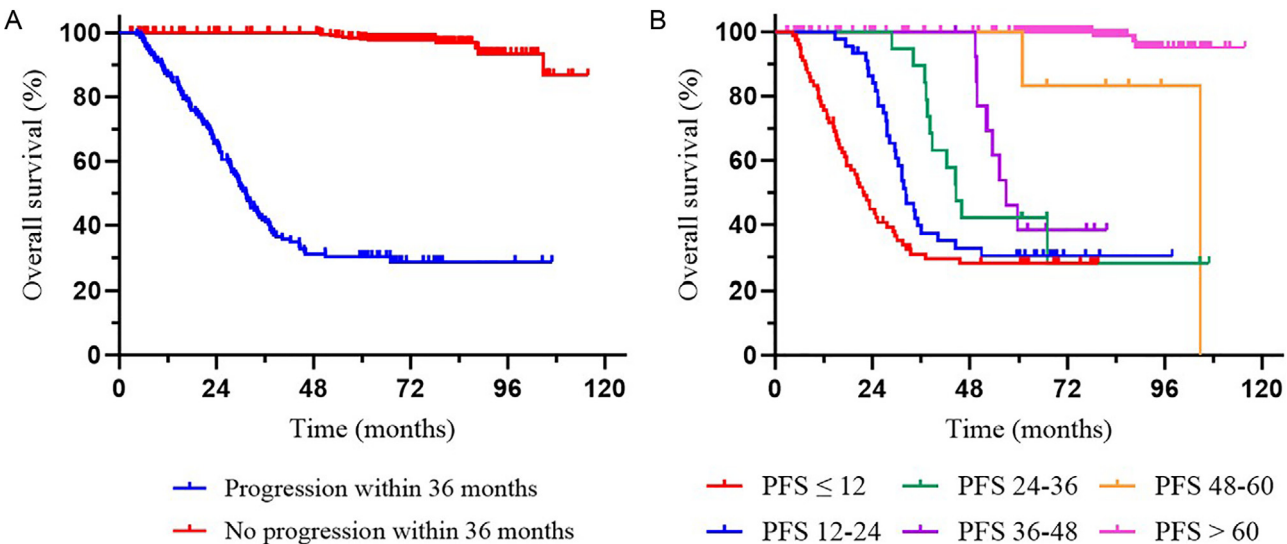 A
Overall survival (%)
100
80
60
40
20
0
0 24 48 72 96 120
Time (months)
Progression within 36 months
No progression within 36 months
B
Overall survival (%)
100
80
60
40
20
0
0 24 48 72 96 120
Time (months)
PFS ≤ 12 PFS 24-36 PFS 48-60
PFS 12-24 PFS 36-48 PFS > 60